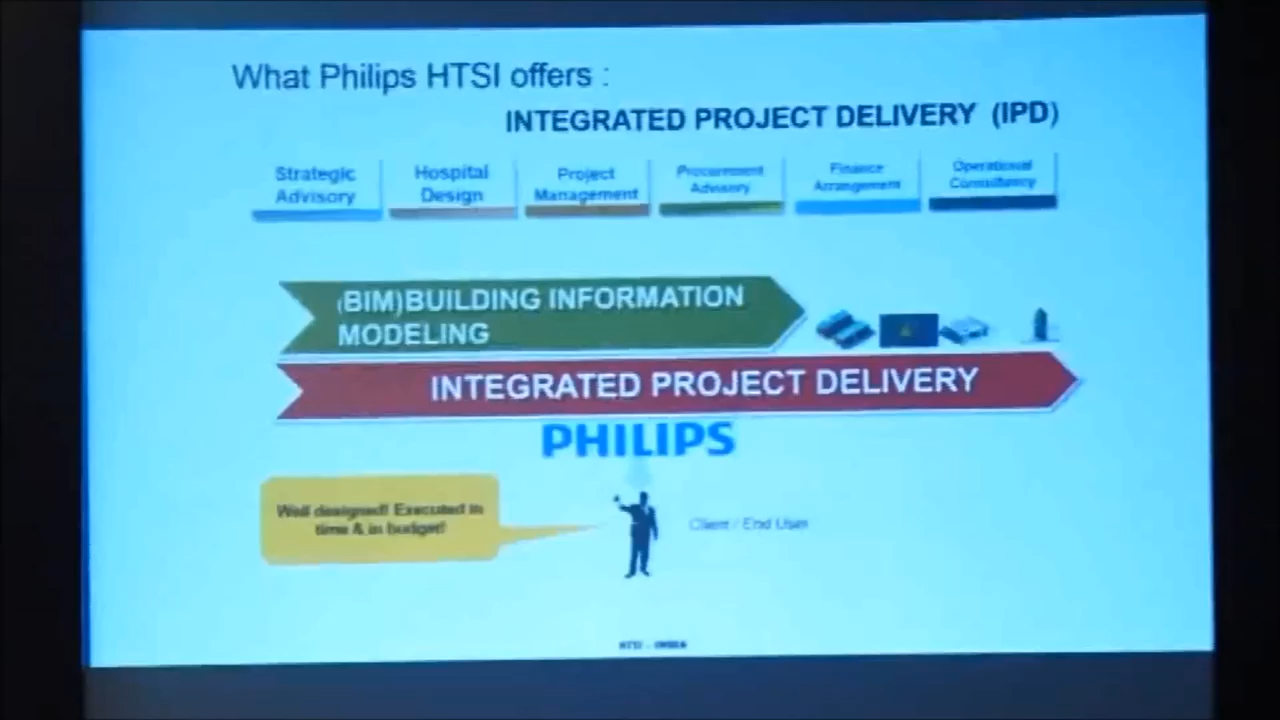 What Philips HTSI offers :
INTEGRATED PROJECT DELIVERY (IPD)
Strategic
Advisory
Hospital
Design
Project
Management
Procurement
Advisory
Finance
Arrangement
Operational
Consultancy
(BIM)BUILDING INFORMATION
MODELING
INTEGRATED PROJECT DELIVERY
PHILIPS
Well designed! Executed in
time & in budget!
Client / End User
HTSI - INDIA